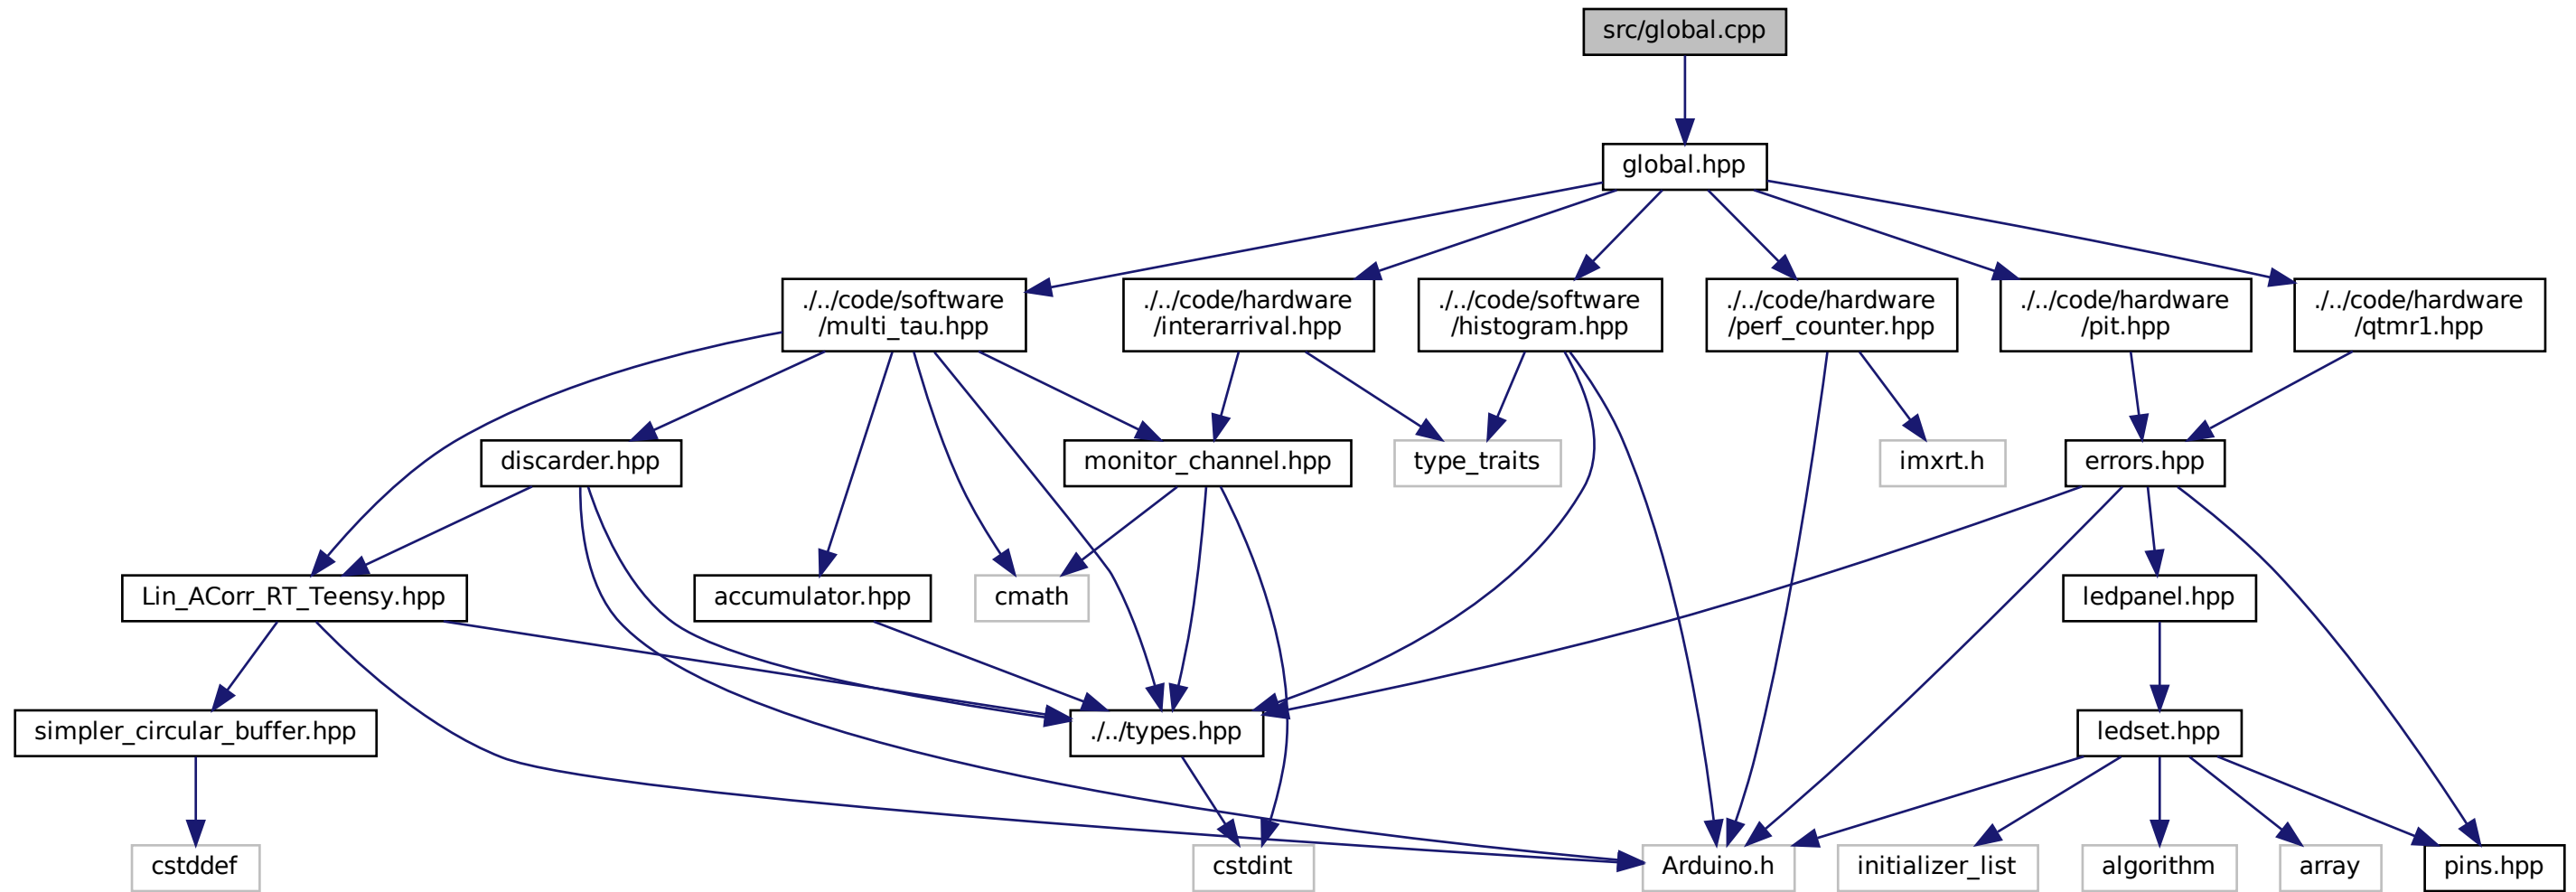 src/global.cpp
global.hpp
./../code/software
/multi_tau.hpp
./../code/hardware
/interarrival.hpp
./../code/software
/histogram.hpp
./../code/hardware
/perf_counter.hpp
./../code/hardware
/pit.hpp
./../code/hardware
/qtmr1.hpp
discarder.hpp
monitor_channel.hpp
type_traits
imxrt.h
errors.hpp
Lin_ACorr_RT_Teensy.hpp
accumulator.hpp
cmath
ledpanel.hpp
simpler_circular_buffer.hpp
./../types.hpp
ledset.hpp
cstddef
cstdint
Arduino.h
initializer_list
algorithm
array
pins.hpp